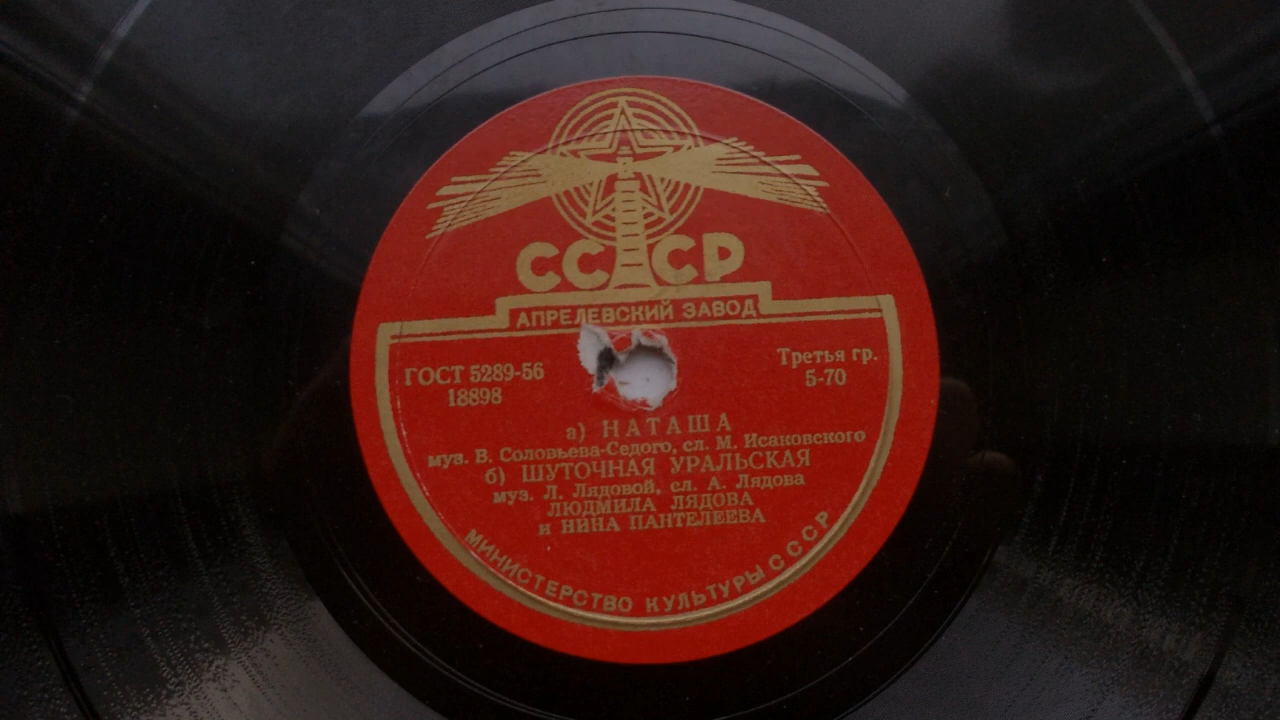 СССР
АПРЕЛЕВСКИЙ ЗАВОД
ГОСТ 5289-56
18898
Третья гр.
5-70
а) НАТАША
муз. В. Соловьева-Седого, сл. М. Исаковского
б) ШУТОЧНАЯ УРАЛЬСКАЯ
муз. Л. Лядовой, сл. А. Лядова
ЛЮДМИЛА ЛЯДОВА
и НИНА ПАНТЕЛЕЕВА
МИНИСТЕРСТВО КУЛЬТУРЫ СССР